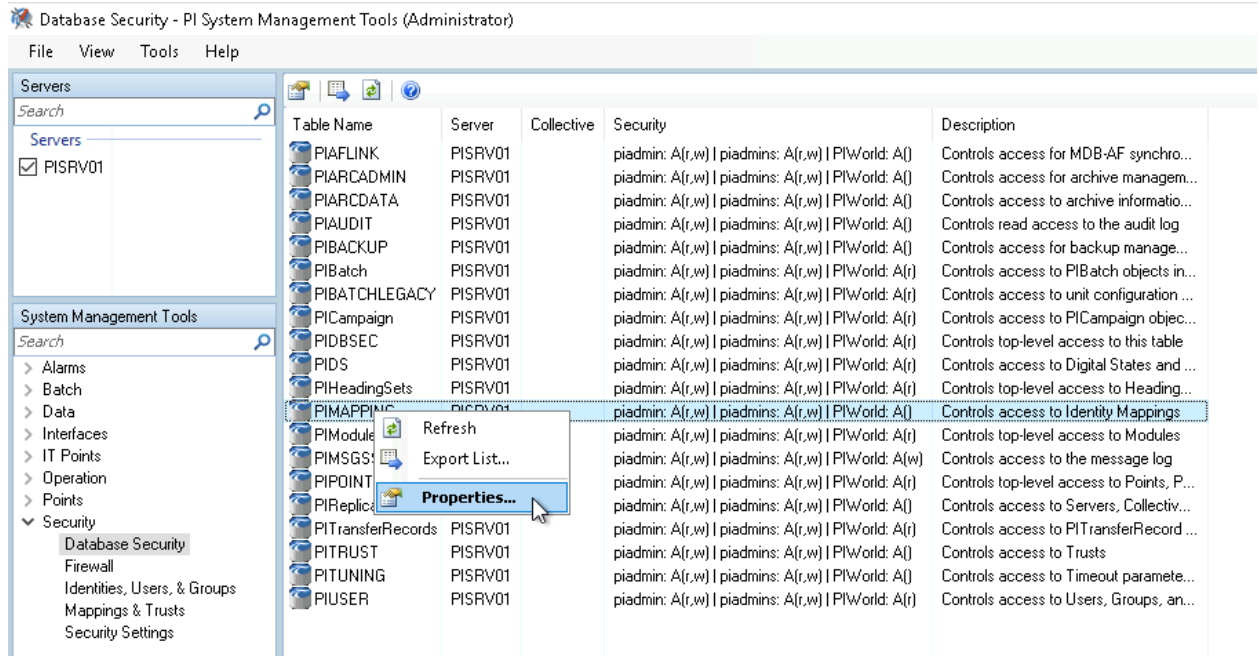 Database Security - PI System Management Tools (Administrator)
File View Tools Help
Servers
Search
Servers
PISRV01
System Management Tools
Search
Alarms
Batch
Data
Interfaces
IT Points
Operation
Points
Security
Database Security
Firewall
Identities, Users, & Groups
Mappings & Trusts
Security Settings
Table Name Server Collective Security Description
PIAFLINK PISRV01 piadmin: A(r,w) | piadmins: A(r,w) | PIWorld: A() Controls access for MDB-AF synchro...
PIARCADMIN PISRV01 piadmin: A(r,w) | piadmins: A(r,w) | PIWorld: A() Controls access for archive managem...
PIARCDATA PISRV01 piadmin: A(r,w) | piadmins: A(r,w) | PIWorld: A() Controls access to archive informatio...
PIAUDIT PISRV01 piadmin: A(r,w) | piadmins: A(r,w) | PIWorld: A() Controls read access to the audit log
PIBACKUP PISRV01 piadmin: A(r,w) | piadmins: A(r,w) | PIWorld: A() Controls access for backup manage...
PIBatch PISRV01 piadmin: A(r,w) | piadmins: A(r,w) | PIWorld: A(r) Controls access to PIBatch objects in...
PIBATCHLEGACY PISRV01 piadmin: A(r,w) | piadmins: A(r,w) | PIWorld: A(r) Controls access to unit configuration ...
PICampaign PISRV01 piadmin: A(r,w) | piadmins: A(r,w) | PIWorld: A(r) Controls access to PICampaign objec...
PIDBSEC PISRV01 piadmin: A(r,w) | piadmins: A(r,w) | PIWorld: A(r) Controls top-level access to this table
PIDS PISRV01 piadmin: A(r,w) | piadmins: A(r,w) | PIWorld: A(r) Controls access to Digital States and ...
PIHeadingSets PISRV01 piadmin: A(r,w) | piadmins: A(r,w) | PIWorld: A(r) Controls top-level access to Heading...
PIMAPPING PISRV01 piadmin: A(r,w) | piadmins: A(r,w) | PIWorld: A() Controls access to Identity Mappings
PIModule piadmin: A(r,w) | piadmins: A(r,w) | PIWorld: A(r) Controls top-level access to Modules
PIMSGS piadmin: A(r,w) | piadmins: A(r,w) | PIWorld: A(w) Controls access to the message log
PIPOINT piadmin: A(r,w) | piadmins: A(r,w) | PIWorld: A(r) Controls top-level access to Points, P...
PIReplica piadmin: A(r,w) | piadmins: A(r,w) | PIWorld: A(r) Controls access to Servers, Collectiv...
PITransferRecords PISRV01 piadmin: A(r,w) | piadmins: A(r,w) | PIWorld: A(r) Controls access to PITransferRecord ...
PITRUST PISRV01 piadmin: A(r,w) | piadmins: A(r,w) | PIWorld: A() Controls access to Trusts
PITUNING PISRV01 piadmin: A(r,w) | piadmins: A(r,w) | PIWorld: A() Controls access to Timeout paramete...
PIUSER PISRV01 piadmin: A(r,w) | piadmins: A(r,w) | PIWorld: A(r) Controls access to Users, Groups, an...
Refresh
Export List...
Properties...